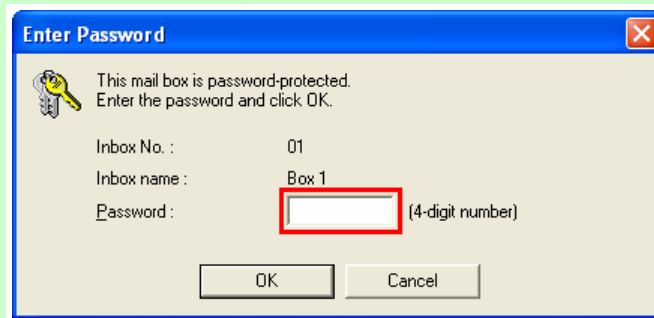 Enter Password
This mail box is password-protected.
Enter the password and click OK.
Inbox No. : 01
Inbox name : Box 1
Password : (4-digit number)
OK Cancel